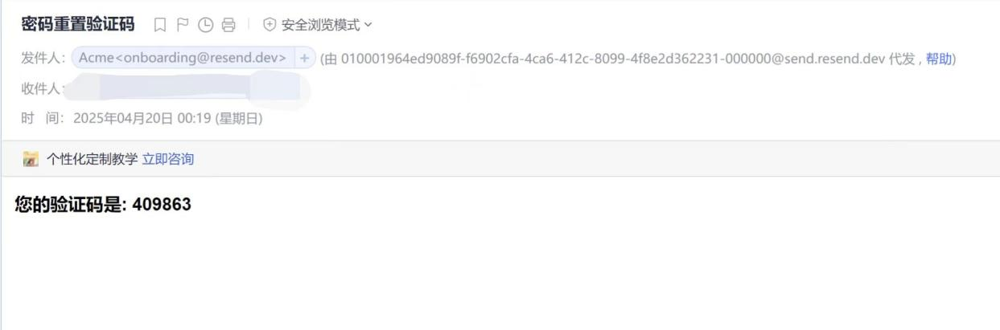 密码重置验证码 安全浏览模式
发件人: Acme<onboarding@resend.dev> + (由 010001964ed9089f-f6902cfa-4ca6-412c-8099-4f8e2d362231-000000@send.resend.dev 代发 , 帮助)
收件人:
时 间: 2025年04月20日 00:19 (星期日)
个性化定制教学 立即咨询
您的验证码是: 409863